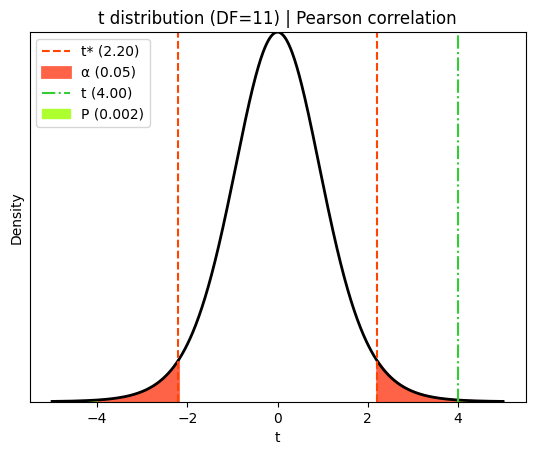 t distribution (DF=11) | Pearson correlation
t* (2.20)
α (0.05)
t (4.00)
P (0.002)
Density
−4 −2 0 2 4
t